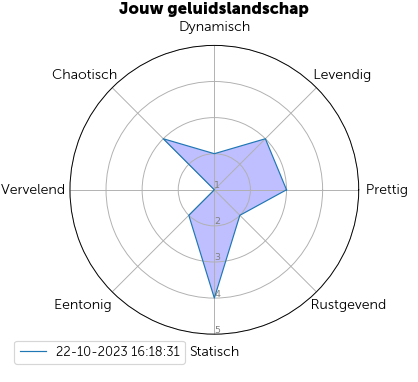 Jouw geluidslandschap
Dynamisch
Chaotisch
Levendig
Vervelend
1
Prettig
2
3
4
Eentonig
Rustgevend
5
22-10-2023 16:18:31
Statisch